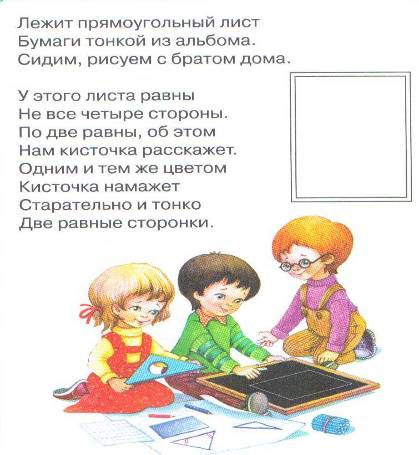 Лежит прямоугольный лист
Бумаги тонкой из альбома.
Сидим, рисуем с братом дома.
У этого листа равны
Не все четыре стороны.
По две равны, об этом
Нам кисточка расскажет.
Одним и тем же цветом
Кисточка намажет
Старательно и тонко
Две равные сторонки.